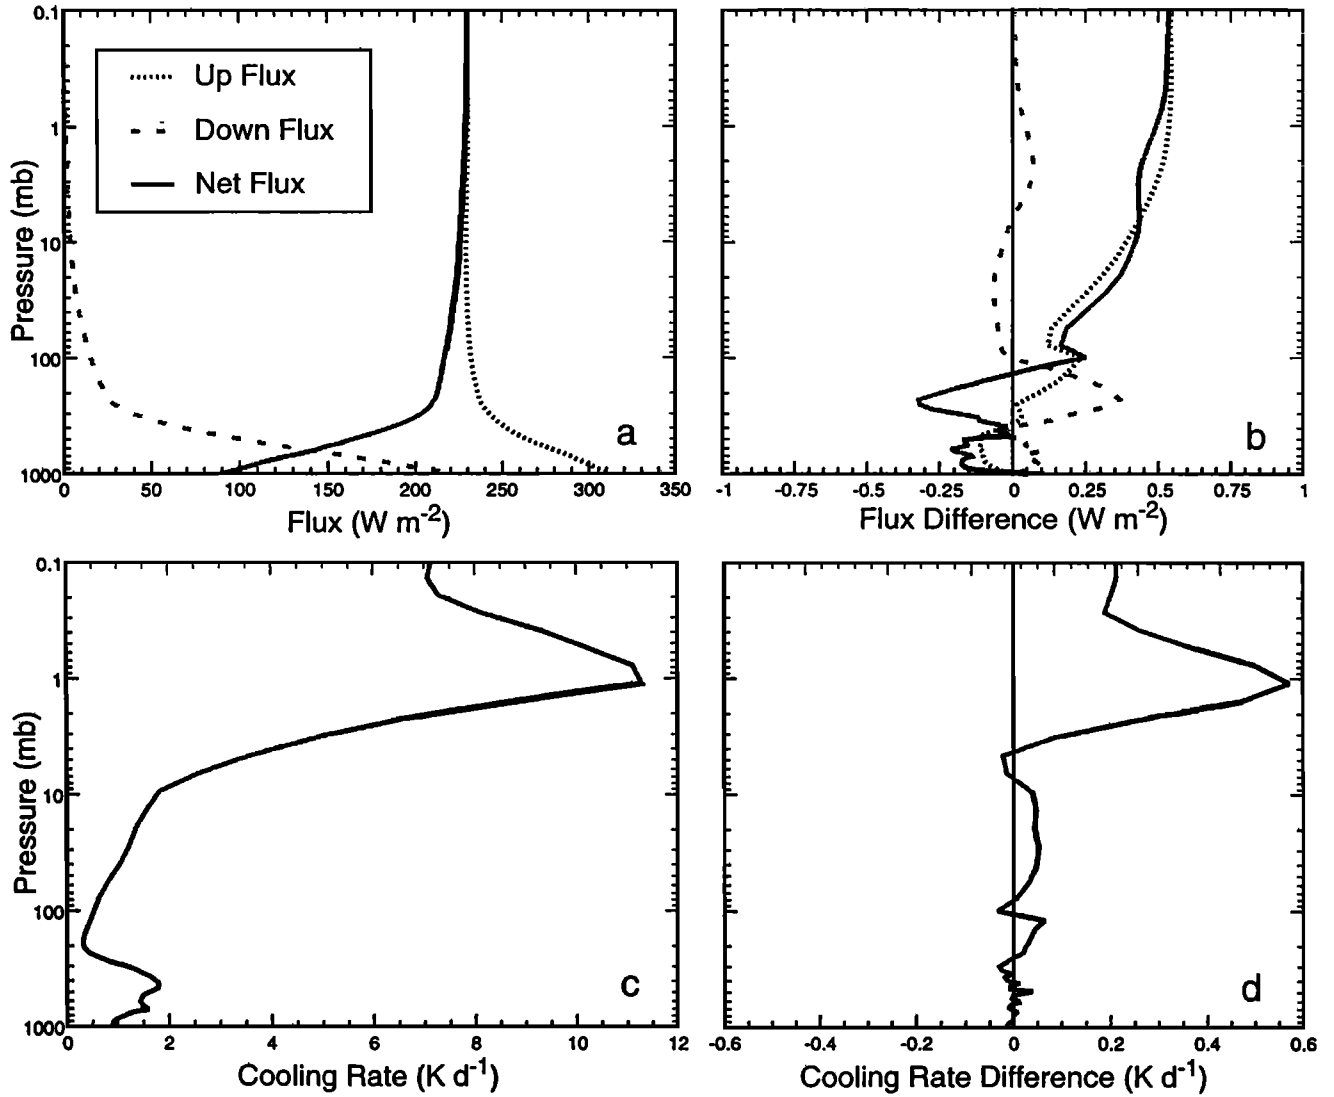 0.1
1
10
100
1000
Pressure (mb)
Up Flux
Down Flux
Net Flux
a
0 50 100 150 200 250 300 350
Flux (W m-2)
b
-1 -0.75 -0.5 -0.25 0 0.25 0.5 0.75 1
Flux Difference (W m-2)
0.1
1
10
100
1000
Pressure (mb)
c
0 2 4 6 8 10 12
Cooling Rate (K d-1)
d
-0.6 -0.4 -0.2 0 0.2 0.4 0.6
Cooling Rate Difference (K d-1)